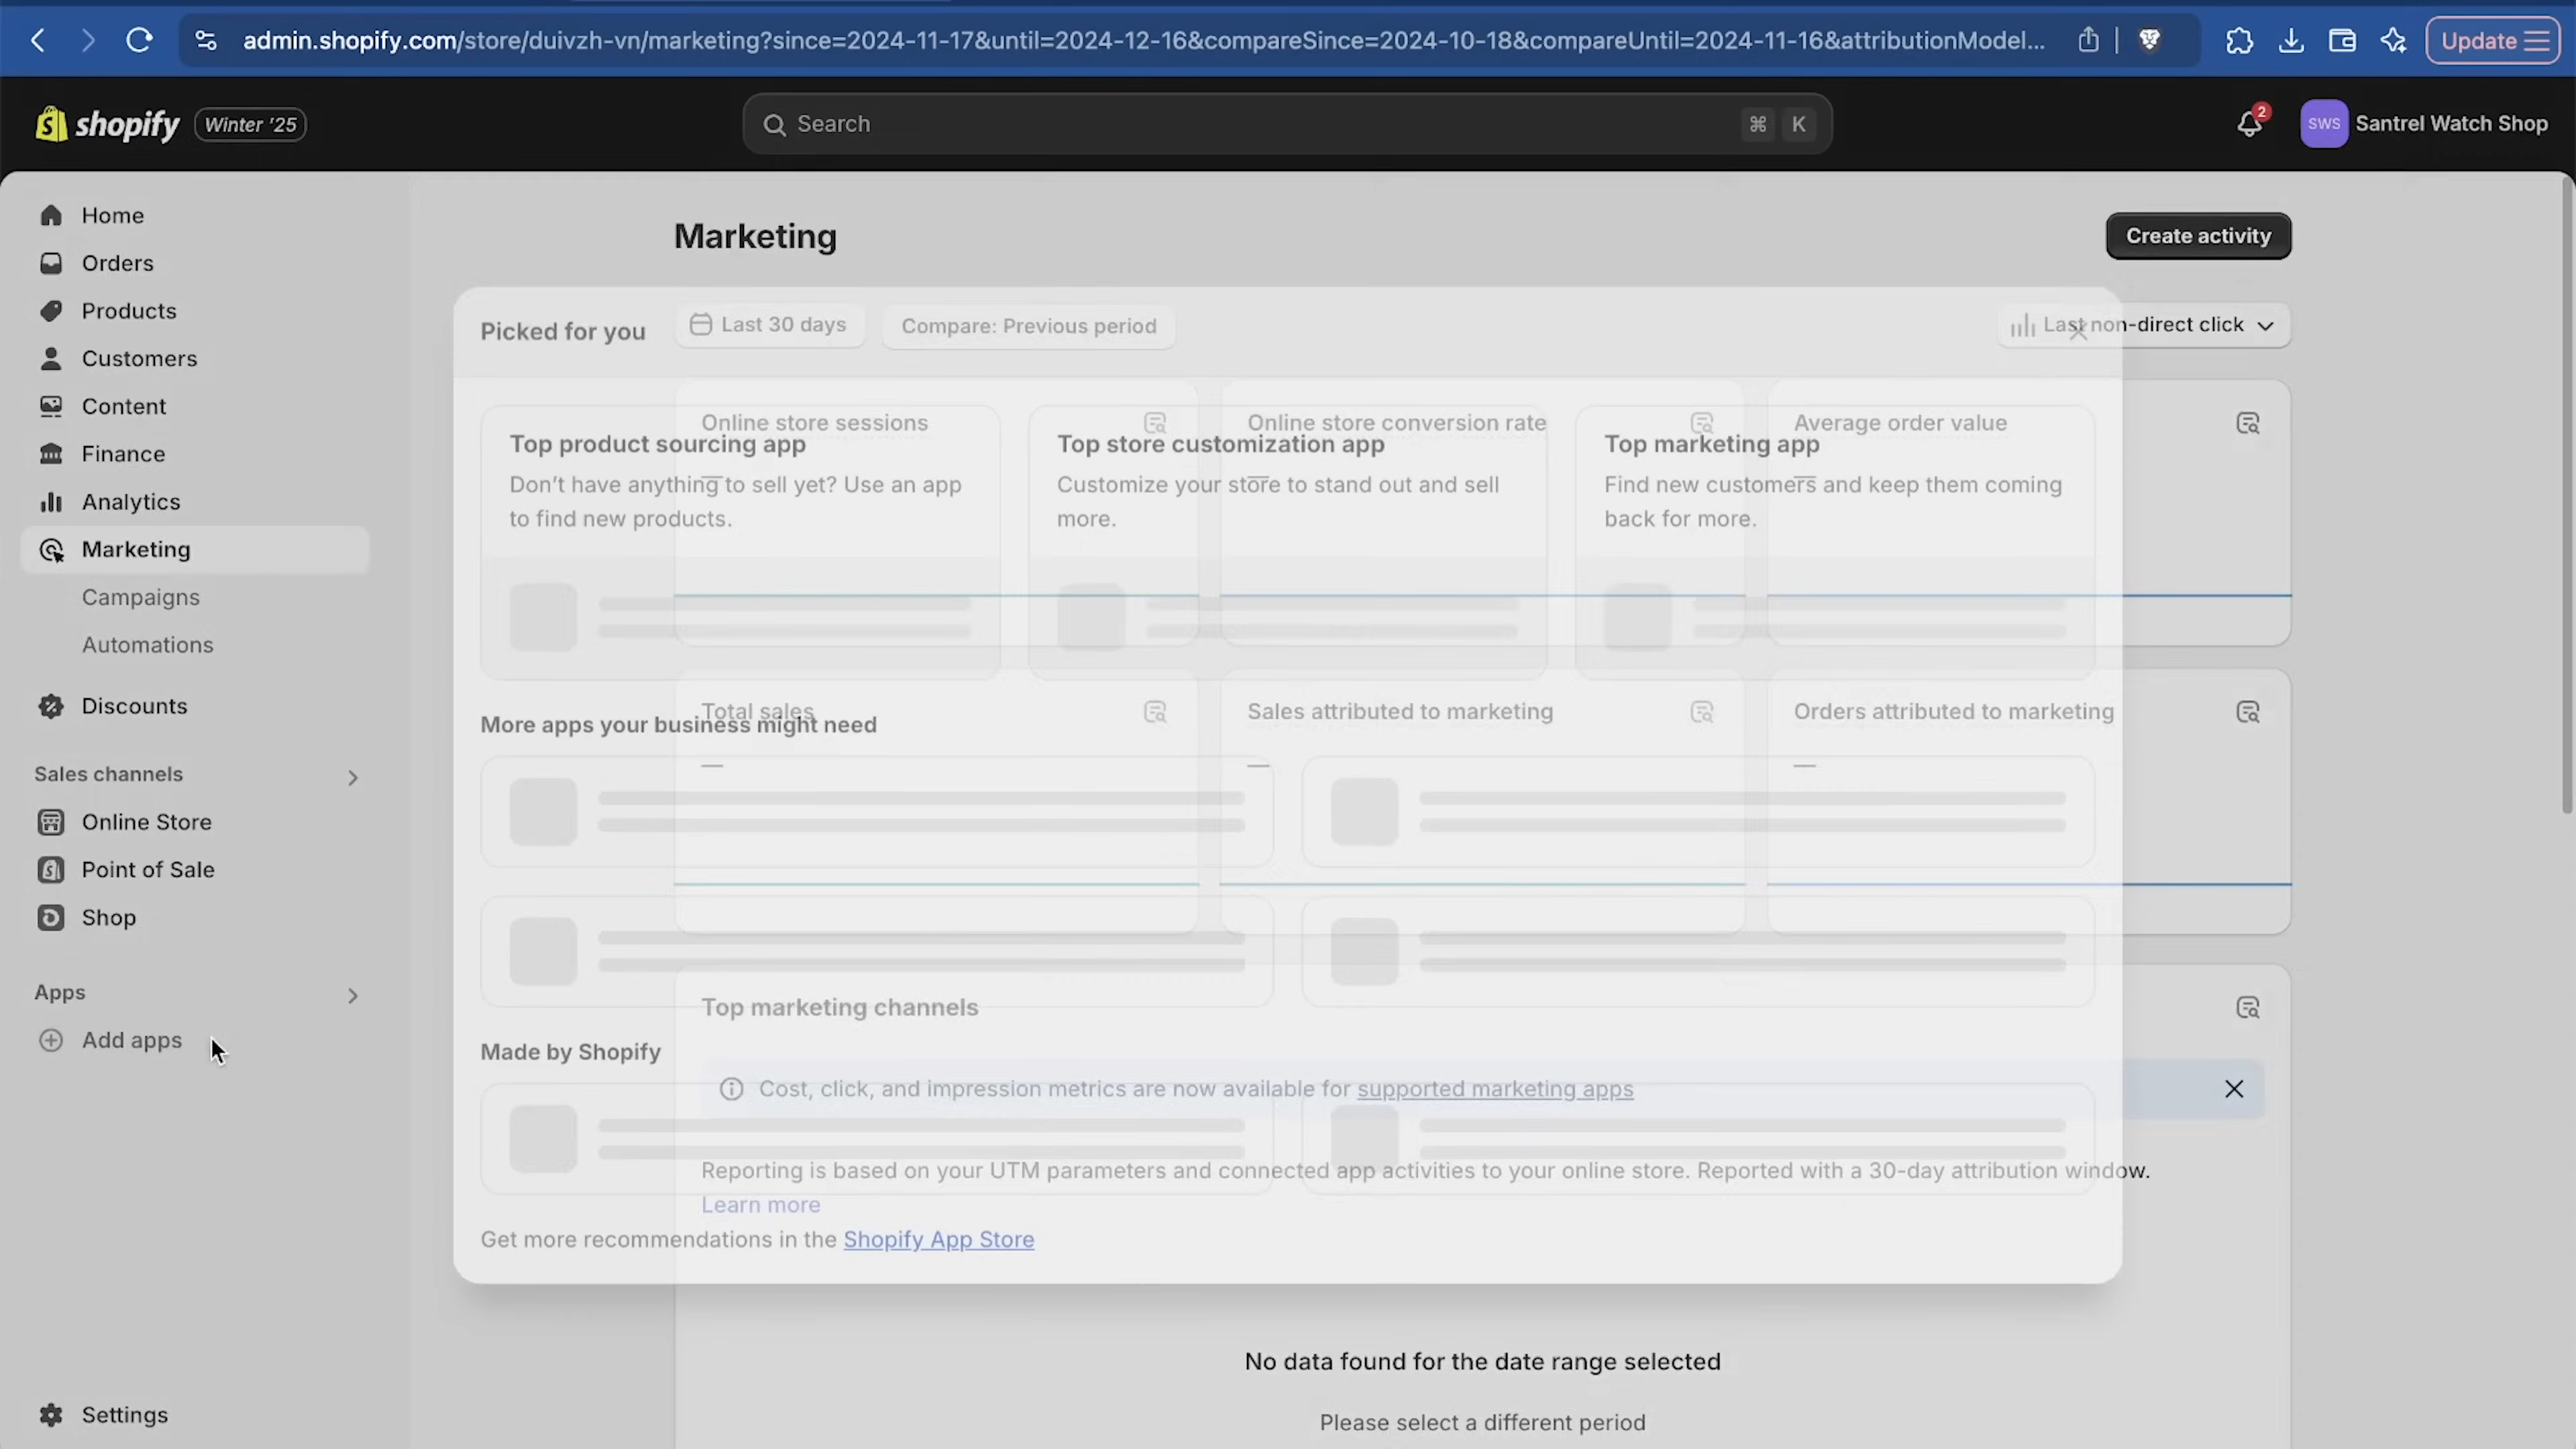 admin.shopify.com/store/duivzh-vn/marketing?since=2024-11-17&until=2024-12-16&compareSince=2024-10-18&compareUntil=2024-11-16&attributionModel...
Update
shopify
Winter '25
Search
⌘ K
2
SWS
Santrel Watch Shop
Home
Orders
Products
Customers
Content
Finance
Analytics
Marketing
Campaigns
Automations
Discounts
Sales channels
Online Store
Point of Sale
Shop
Apps
Add apps
Settings
Marketing
Create activity
Last 30 days
Compare: Previous period
Last non-direct click
Online store sessions
—
Online store conversion rate
—
Average order value
—
Total sales
—
Sales attributed to marketing
—
Orders attributed to marketing
—
Top marketing channels
Cost, click, and impression metrics are now available for supported marketing apps
Reporting is based on your UTM parameters and connected app activities to your online store. Reported with a 30-day attribution window.
Learn more
No data found for the date range selected
Please select a different period
Picked for you
Top product sourcing app
Don't have anything to sell yet? Use an app
to find new products.
Top store customization app
Customize your store to stand out and sell
more.
Top marketing app
Find new customers and keep them coming
back for more.
More apps your business might need
Made by Shopify
Get more recommendations in the Shopify App Store